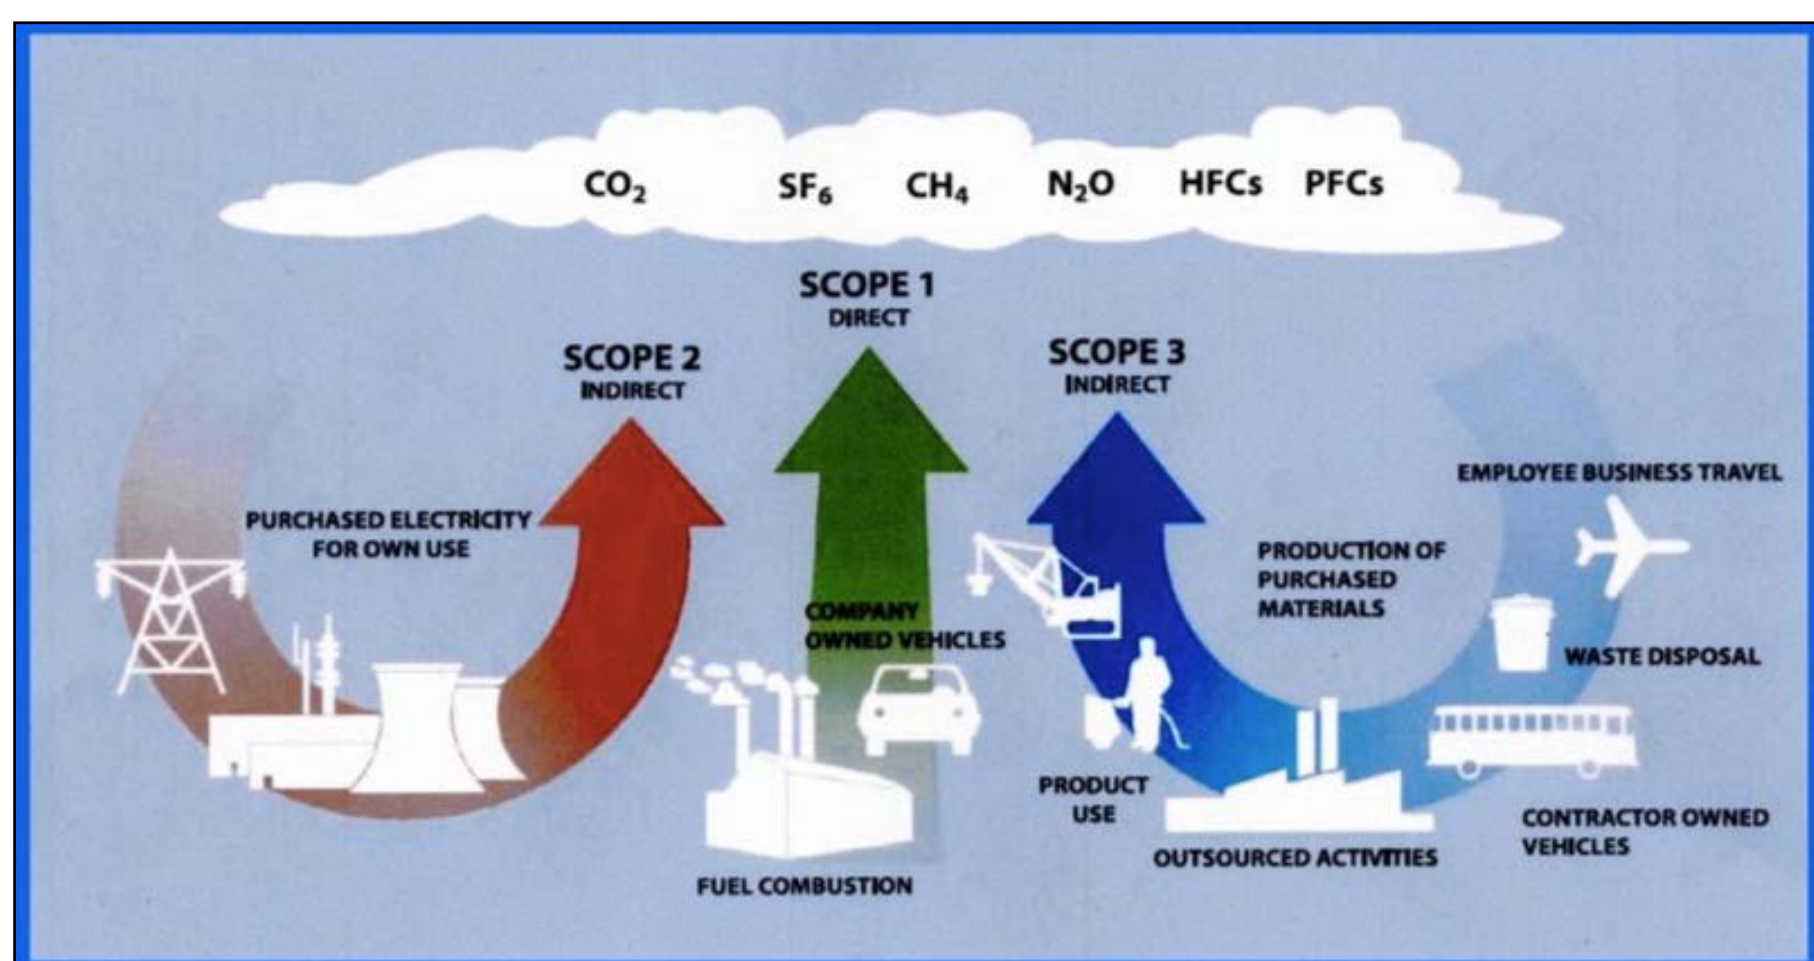 CO₂ SF₆ CH₄ N₂O HFCs PFCs
SCOPE 1
DIRECT
SCOPE 2
INDIRECT
SCOPE 3
INDIRECT
PURCHASED ELECTRICITY
FOR OWN USE
COMPANY
OWNED VEHICLES
FUEL COMBUSTION
EMPLOYEE BUSINESS TRAVEL
PRODUCTION OF
PURCHASED
MATERIALS
WASTE DISPOSAL
PRODUCT
USE
CONTRACTOR OWNED
VEHICLES
OUTSOURCED ACTIVITIES